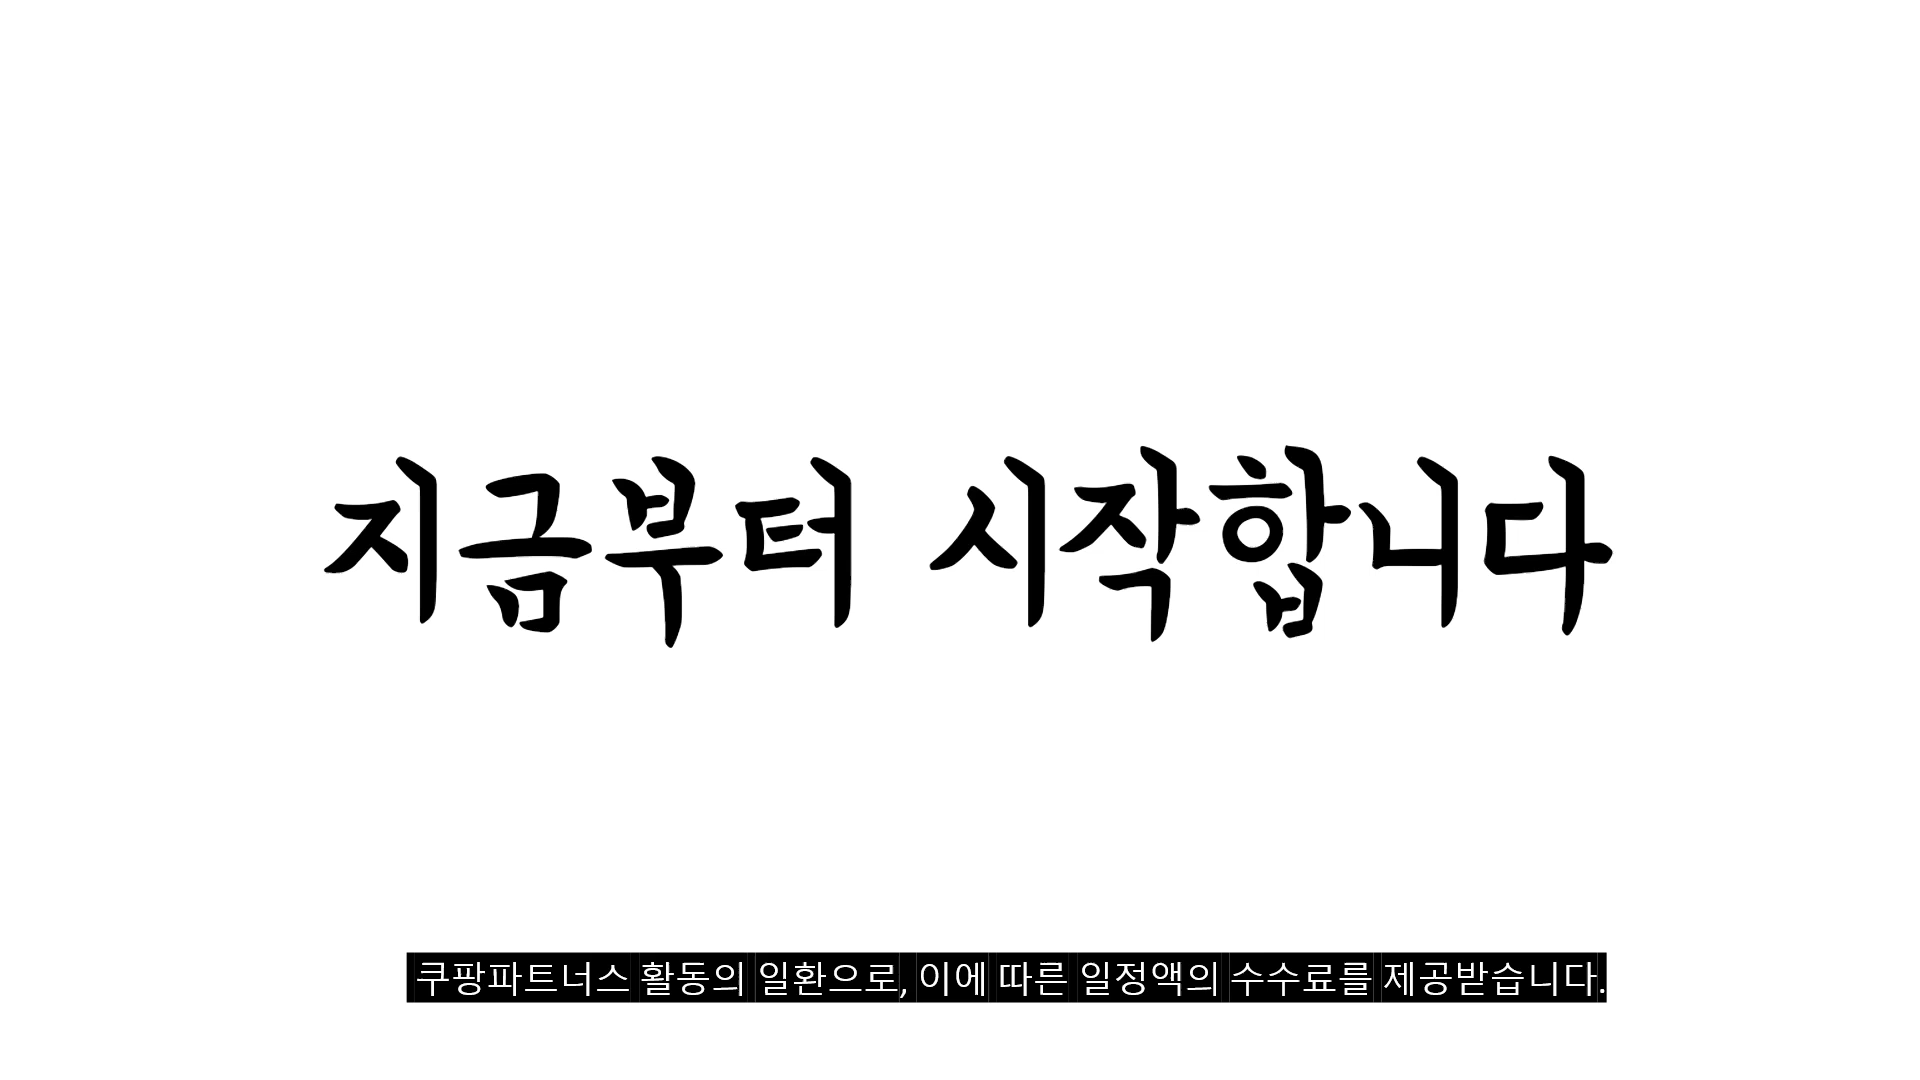 지금부터 시작합니다
쿠팡파트너스 활동의 일환으로, 이에 따른 일정액의 수수료를 제공받습니다.